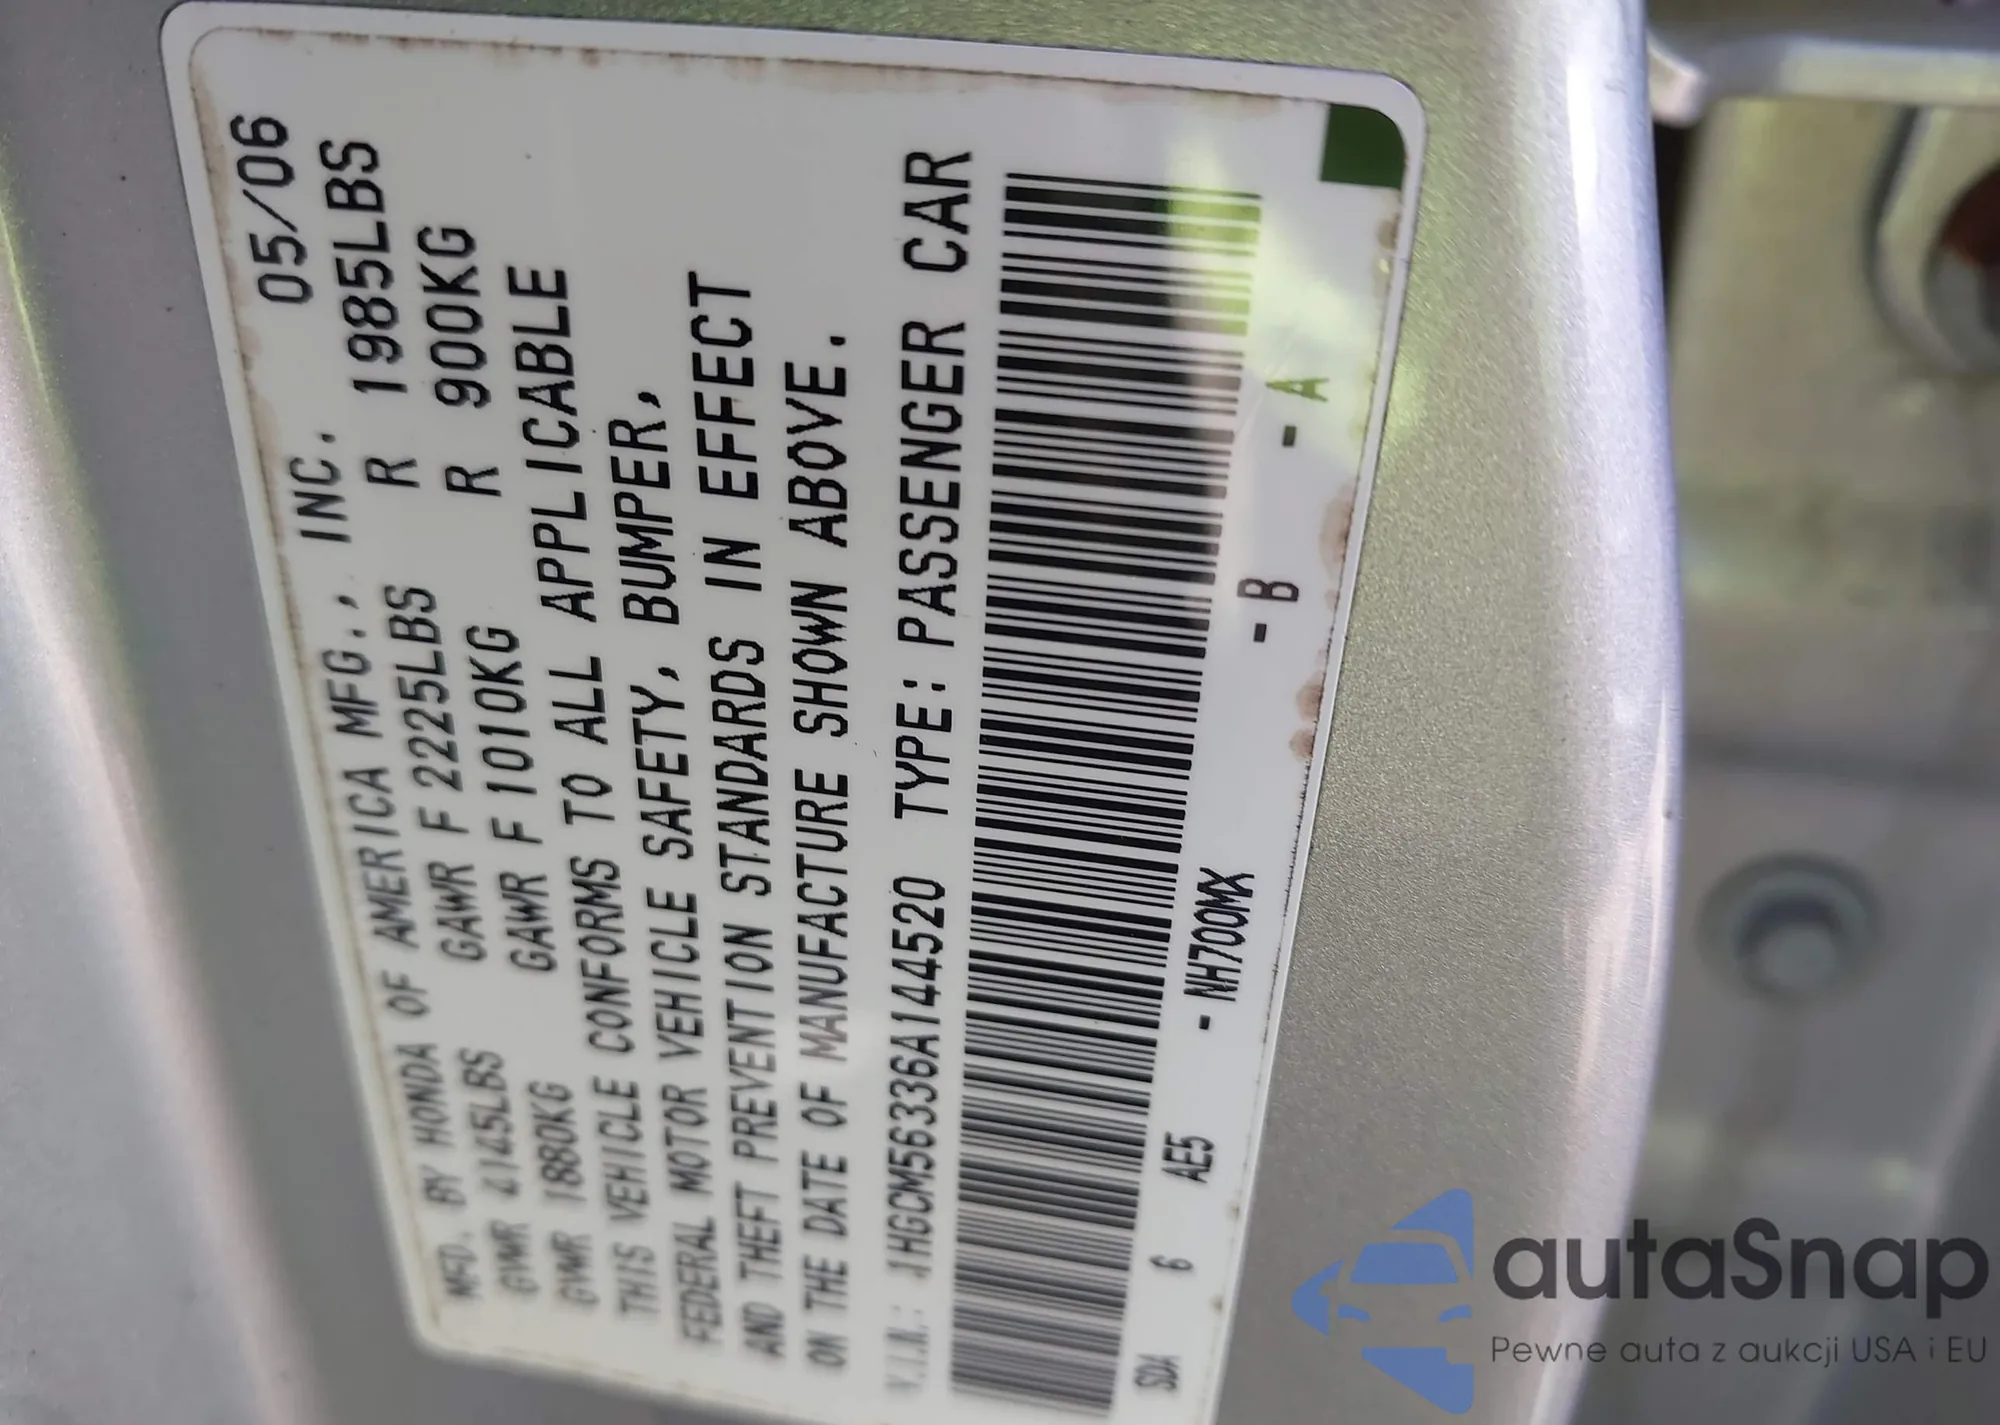 MFD. BY HONDA OF AMERICA MFG., INC. 05/06
GVWR 4145LBS GAWR F 2225LBS R 1985LBS
GVWR 1880KG GAWR F 1010KG R 900KG
THIS VEHICLE CONFORMS TO ALL APPLICABLE
FEDERAL MOTOR VEHICLE SAFETY, BUMPER,
AND THEFT PREVENTION STANDARDS IN EFFECT
ON THE DATE OF MANUFACTURE SHOWN ABOVE.
V.I.N.: 1HGCM56336A144520 TYPE: PASSENGER CAR
SDA 6 AE5 - NH700MX - B - A
autaSnap
Pewne auta z aukcji USA i EU